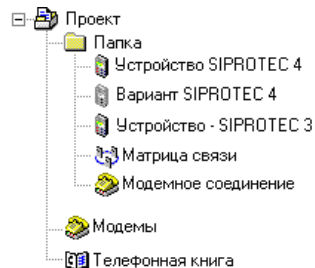 Проект
Папка
Устройство SIPROTEC 4
Вариант SIPROTEC 4
Устройство - SIPROTEC 3
Матрица связи
Модемное соединение
Модемы
Телефонная книга